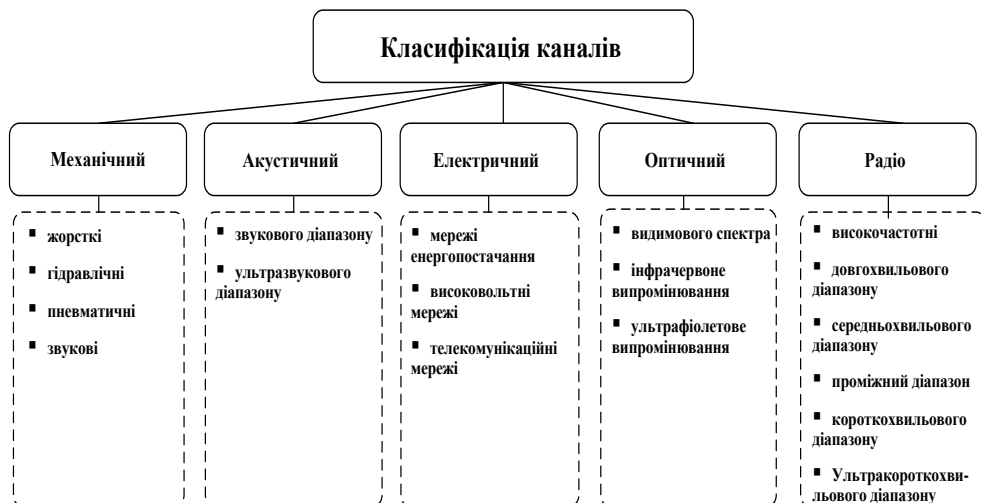 Класифікація каналів
Механічний
Акустичний
Електричний
Оптичний
Радіо
▪ жорсткі
▪ гідравлічні
▪ пневматичні
▪ звукові
▪ звукового діапазону
▪ ультразвукового
діапазону
▪ мережі
енергопостачання
▪ високовольтні
мережі
▪ телекомунікаційні
мережі
▪ видимового спектра
▪ інфрачервоне
випромінювання
▪ ультрафіолетове
випромінювання
▪ високочастотні
▪ довгохвильового
діапазону
▪ середньохвильового
діапазону
▪ проміжний діапазон
▪ короткохвильового
діапазону
▪ Ультракороткохви-
льового діапазону